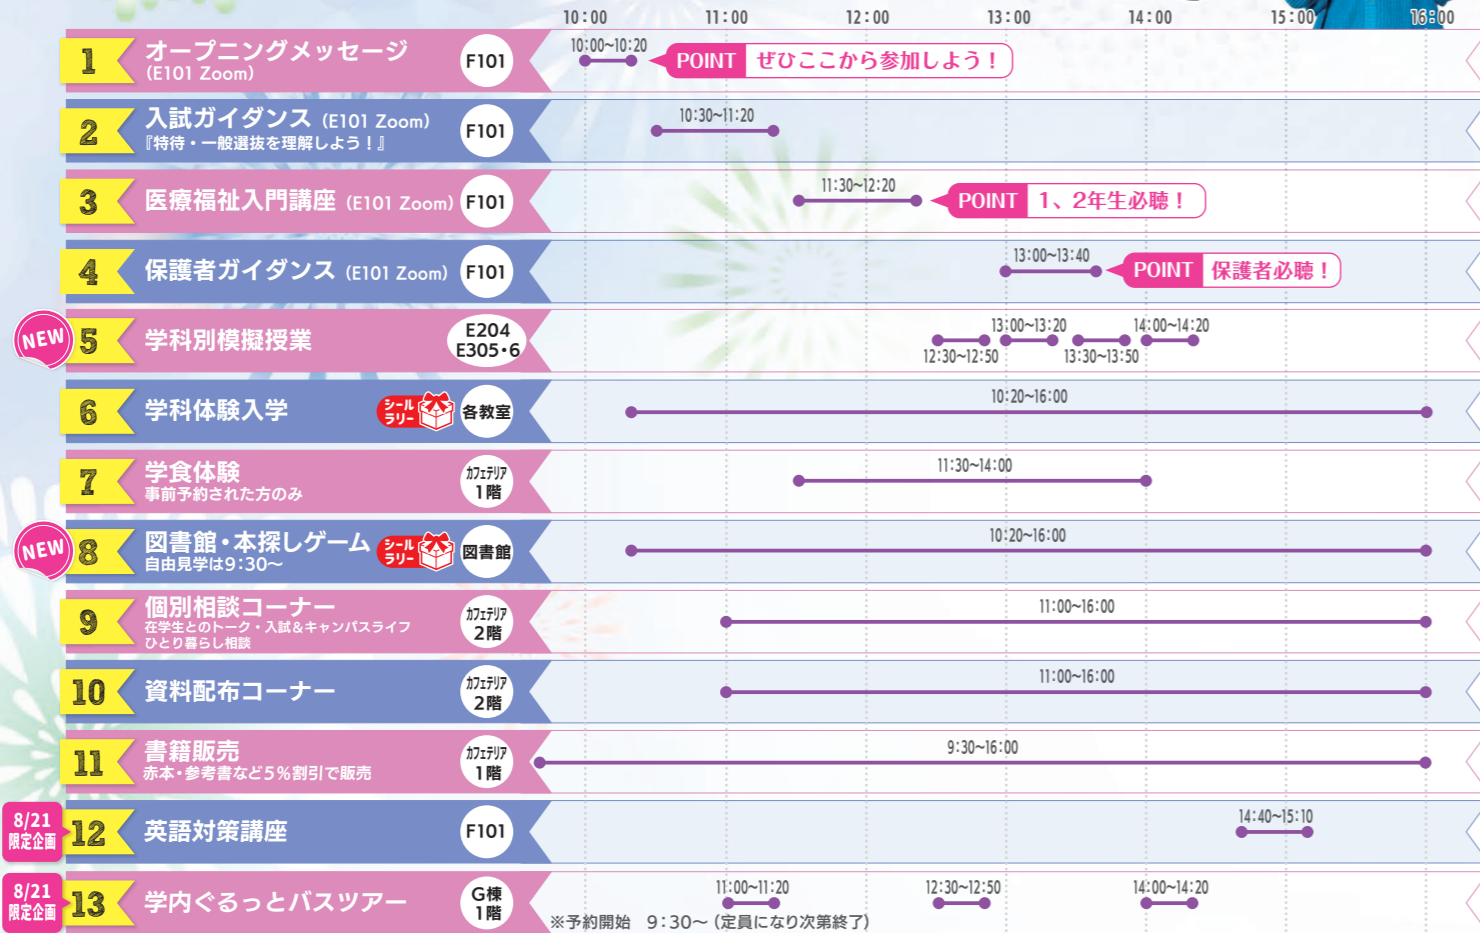 10:00 11:00 12:00 13:00 14:00 15:00 16:00
1 オープニングメッセージ
(E101 Zoom)
F101
10:00~10:20
POINT ぜひここから参加しよう！
2 入試ガイダンス (E101 Zoom)
『特待・一般選抜を理解しよう！』
F101
10:30~11:20
3 医療福祉入門講座 (E101 Zoom)
F101
11:30~12:20
POINT 1、2年生必聴！
4 保護者ガイダンス (E101 Zoom)
F101
13:00~13:40
POINT 保護者必聴！
NEW
5 学科別模擬授業
E204
E305・6
13:00~13:20 14:00~14:20
12:30~12:50 13:30~13:50
6 学科体験入学
シール
ラリー
各教室
10:20~16:00
7 学食体験
事前予約された方のみ
カフェテリア
1階
11:30~14:00
NEW
8 図書館・本探しゲーム
自由見学は9:30～
シール
ラリー
図書館
10:20~16:00
9 個別相談コーナー
在学生とのトーク・入試＆キャンパスライフ
ひとり暮らし相談
カフェテリア
2階
11:00~16:00
10 資料配布コーナー
カフェテリア
2階
11:00~16:00
11 書籍販売
赤本・参考書など5%割引で販売
カフェテリア
1階
9:30~16:00
8/21
限定企画
12 英語対策講座
F101
14:40~15:10
8/21
限定企画
13 学内ぐるっとバスツアー
G棟
1階
11:00~11:20 12:30~12:50 14:00~14:20
※予約開始　9:30～（定員になり次第終了）